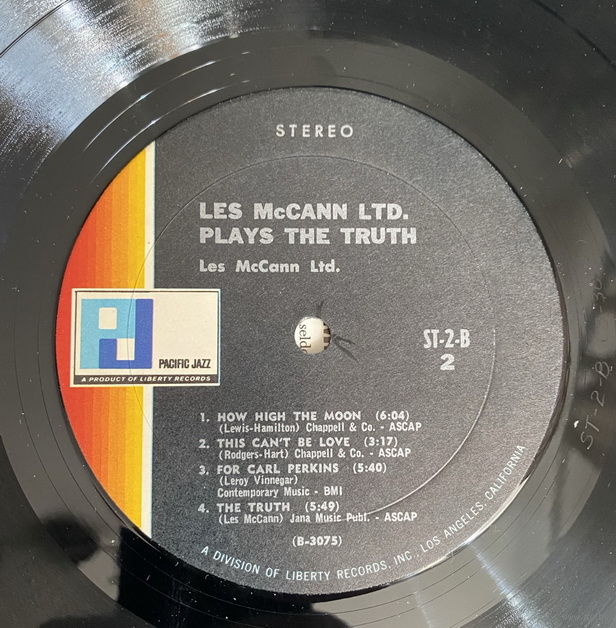 STEREO
LES McCANN LTD.
PLAYS THE TRUTH
Les McCann Ltd.
PJ
PACIFIC JAZZ
A PRODUCT OF LIBERTY RECORDS
ST-2-B
2
1. HOW HIGH THE MOON (6:04)
(Lewis-Hamilton) Chappell & Co. - ASCAP
2. THIS CAN'T BE LOVE (3:17)
(Rodgers-Hart) Chappell & Co. - ASCAP
3. FOR CARL PERKINS (5:40)
(Leroy Vinnegar)
Contemporary Music - BMI
4. THE TRUTH (5:49)
(Les McCann) Jana Music Publ. - ASCAP
(B-3075)
A DIVISION OF LIBERTY RECORDS, INC., LOS ANGELES, CALIFORNIA
ST-2-B